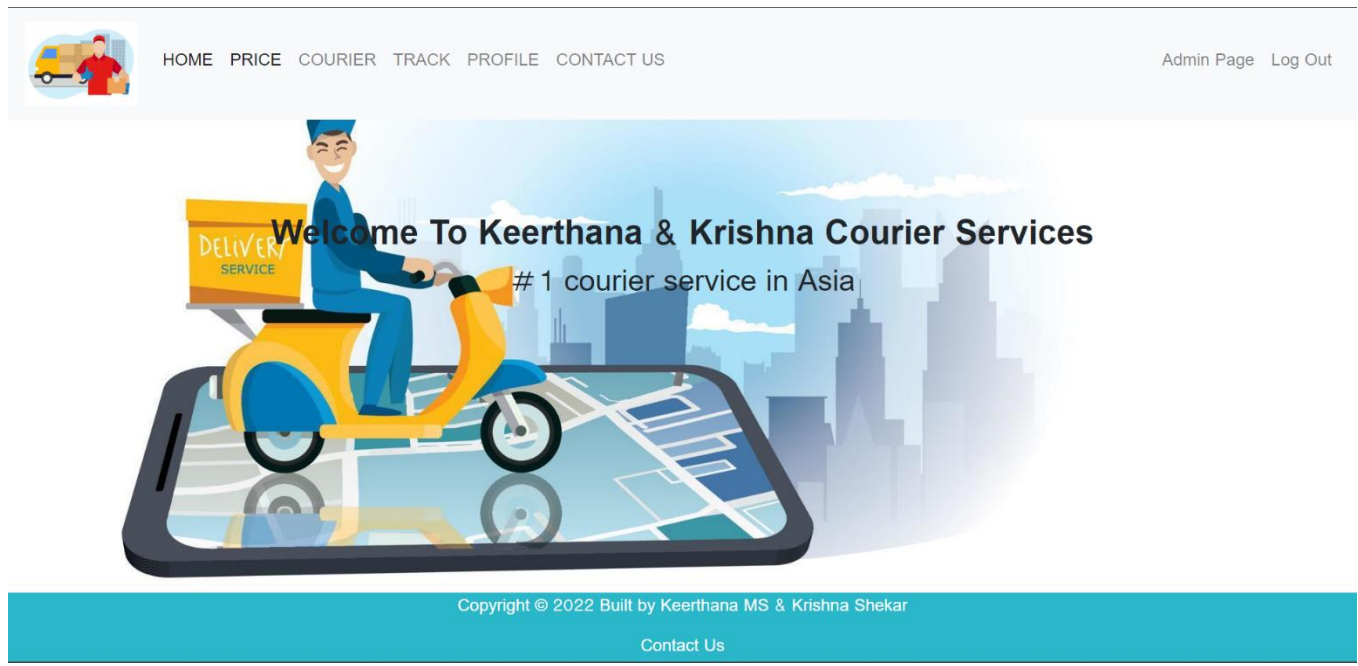 HOME PRICE COURIER TRACK PROFILE CONTACT US Admin Page Log Out
Welcome To Keerthana & Krishna Courier Services
#1 courier service in Asia
DELIVERY
SERVICE
Copyright © 2022 Built by Keerthana MS & Krishna Shekar
Contact Us